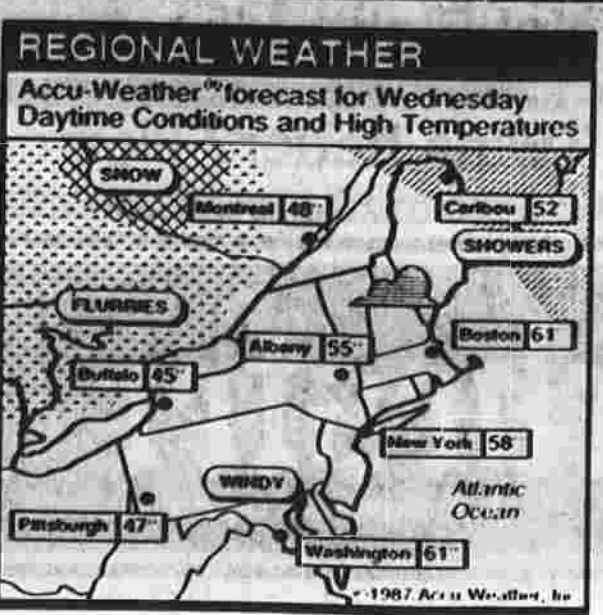 REGIONAL WEATHER
Accu-Weather® forecast for Wednesday
Daytime Conditions and High Temperatures
SNOW
Montreal 48°
Caribou 52°
SHOWERS
FLURRIES
Boston 61
Albany 55°
Buffalo 45°
New York 58
WINDY
Atlantic
Ocean
Pittsburgh 47°
Washington 61°
©1987 Accu-Weather, Inc